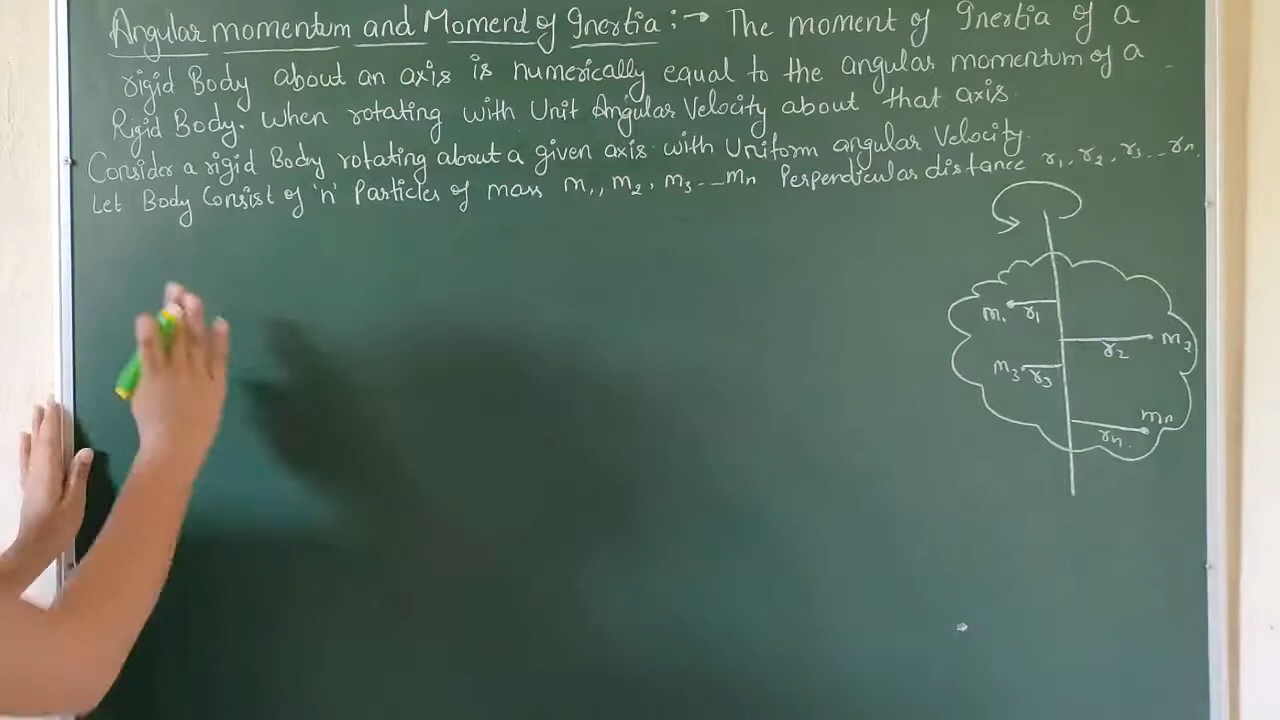 Angular momentum and Moment of Inertia :→ The moment of Inertia of a
rigid Body about an axis is numerically equal to the angular momentum of a
Rigid Body. when rotating with Unit Angular Velocity about that axis.
Consider a rigid Body rotating about a given axis with Uniform angular Velocity.
Let Body Consist of 'n' Particles of mass m₁, m₂, m₃---mₙ Perpendicular distance r₁, r₂, r₃---rₙ.
m₁ r₁
r₂ m₂
m₃ r₃
mₙ
rₙ.